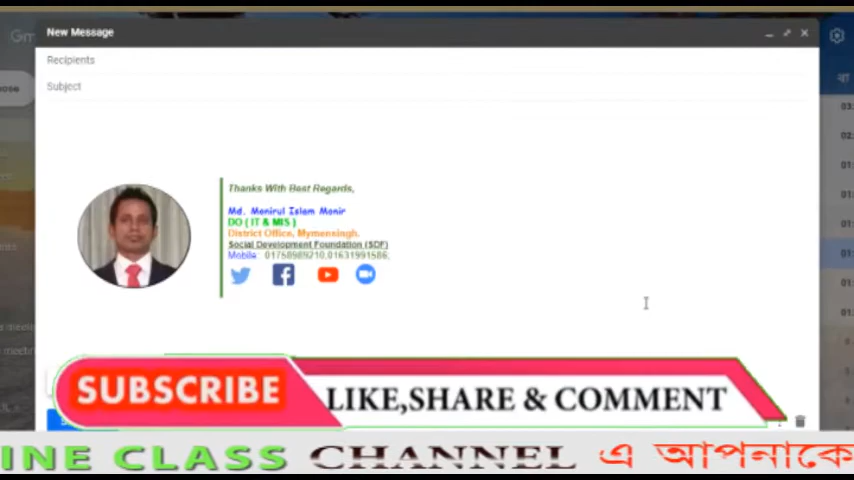 New Message
Recipients
Subject
Thanks With Best Regards,
Md. Monirul Islam Monir
DO ( IT & MIS )
District Office, Mymensingh.
Social Development Foundation (SDF)
Mobile: 01758989210,01631991586,
SUBSCRIBE
LIKE,SHARE & COMMENT
INE CLASS CHANNEL এ আপনাকে